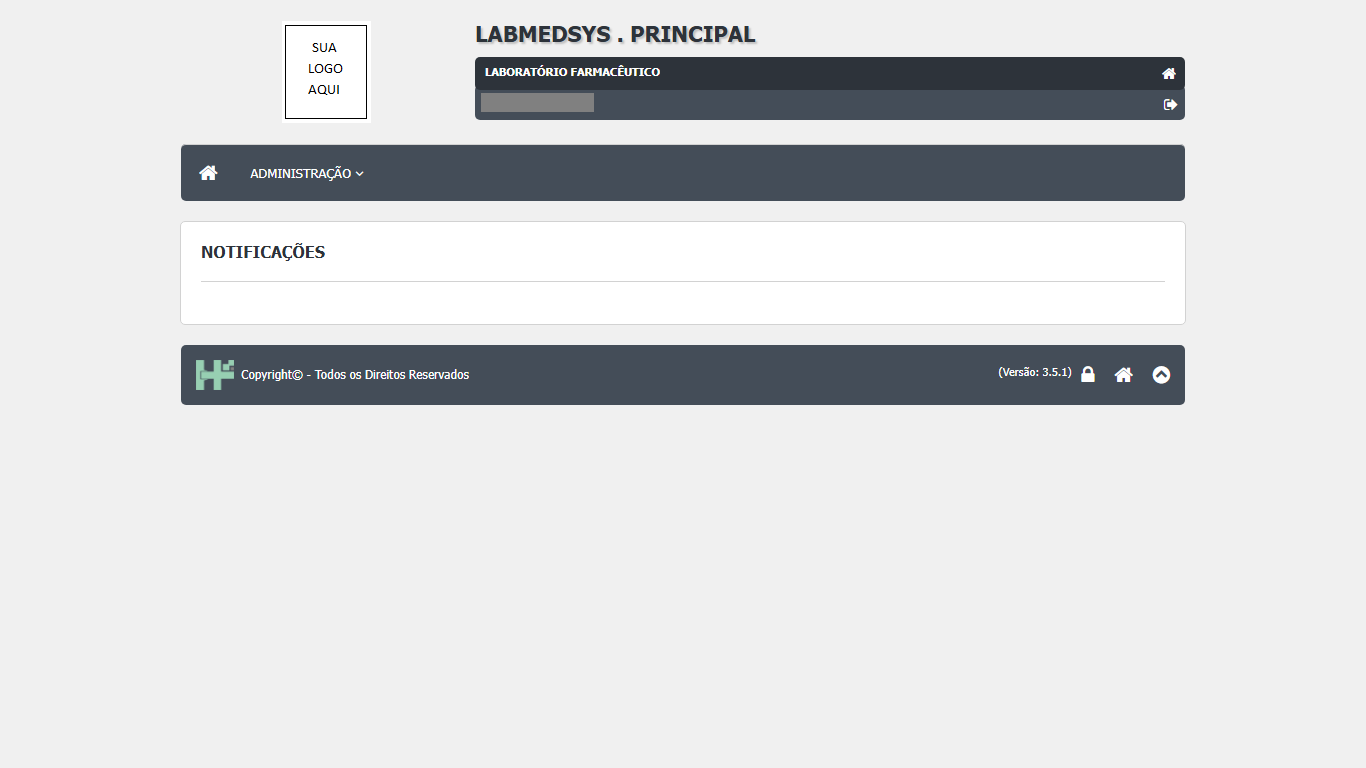 SUA
LOGO
AQUI
LABMEDSYS . PRINCIPAL
LABORATÓRIO FARMACÊUTICO
ADMINISTRAÇÃO
NOTIFICAÇÕES
Copyright© - Todos os Direitos Reservados
(Versão: 3.5.1)